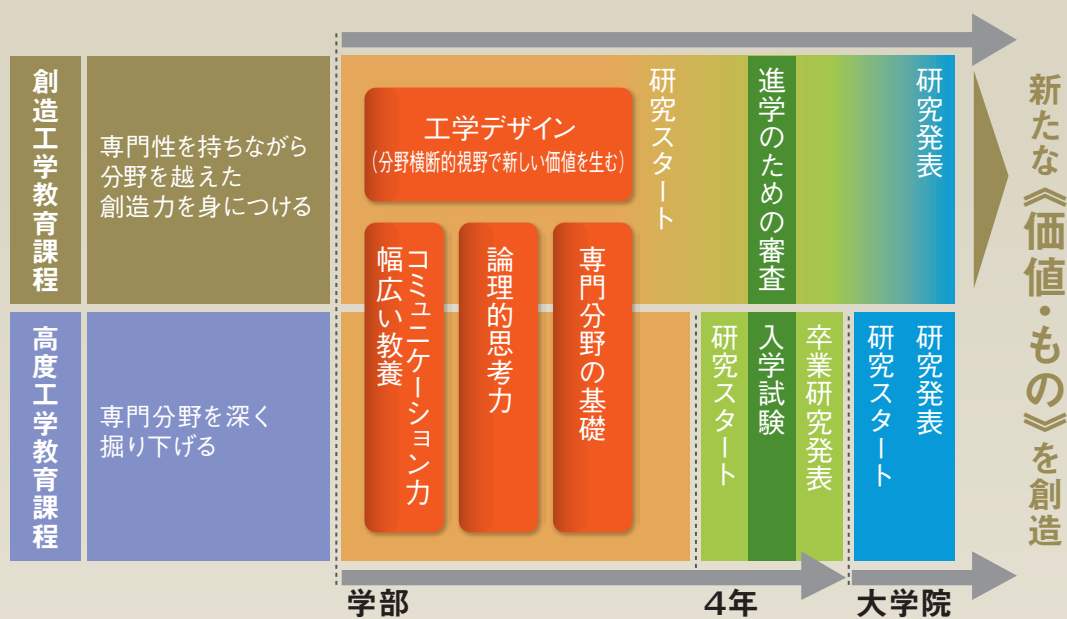 創造工学教育課程
専門性を持ちながら
分野を越えた
創造力を身につける
工学デザイン
(分野横断的視野で新しい価値を生む)
研究スタート
進学のための審査
研究発表
コミュニケーション力
幅広い教養
論理的思考力
専門分野の基礎
高度工学教育課程
専門分野を深く
掘り下げる
研究スタート
入学試験
卒業研究発表
研究スタート
研究発表
新たな《価値・もの》を創造
学部
4年
大学院